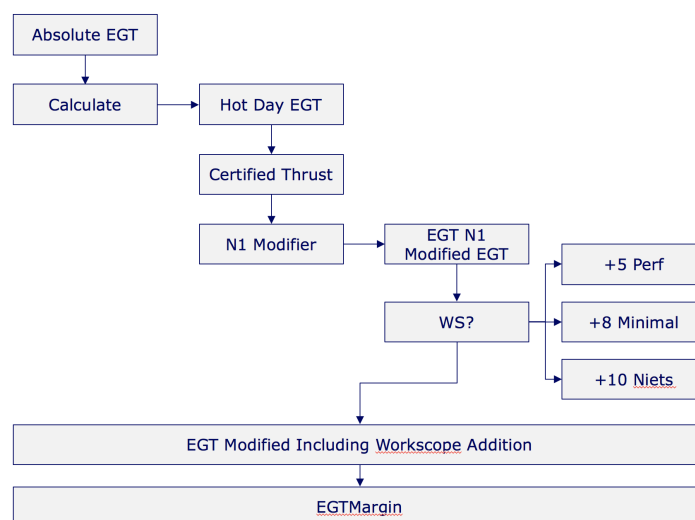 Absolute EGT
Calculate
Hot Day EGT
Certified Thrust
N1 Modifier
EGT N1
Modified EGT
WS?
+5 Perf
+8 Minimal
+10 Niets
EGT Modified Including Workscope Addition
EGTMargin